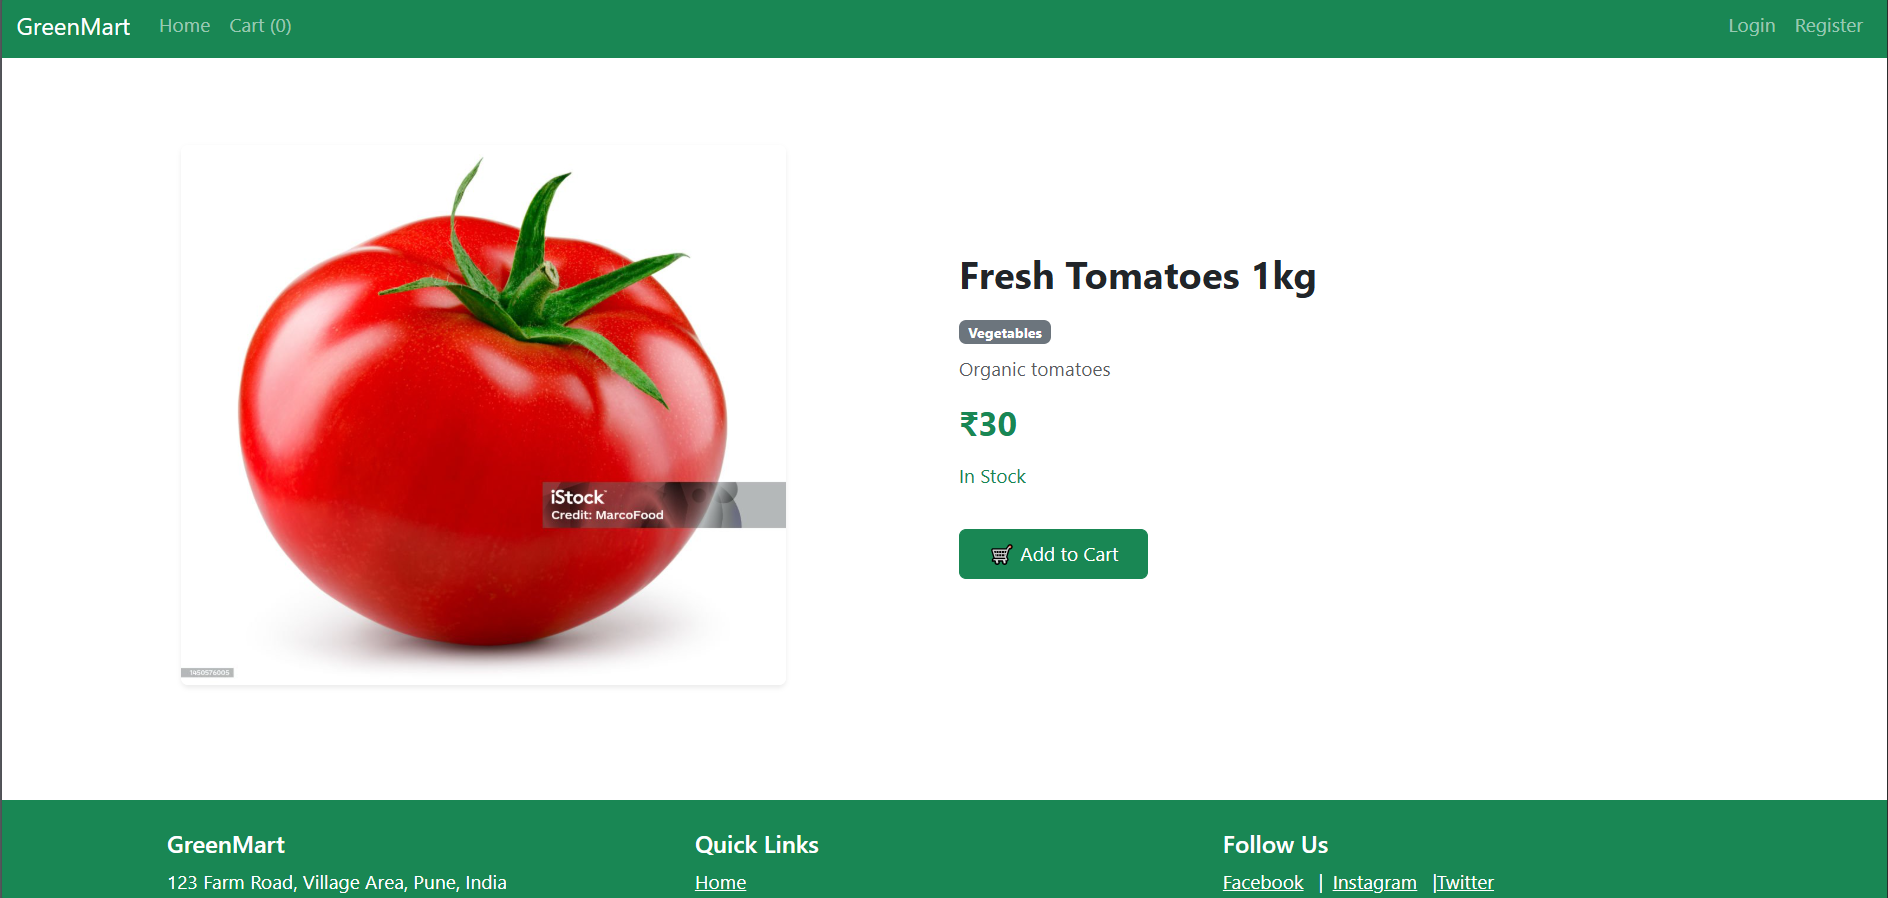 GreenMart Home Cart (0) Login Register
iStock
Credit: MarcoFood
1450576005
Fresh Tomatoes 1kg
Vegetables
Organic tomatoes
₹30
In Stock
Add to Cart
GreenMart
123 Farm Road, Village Area, Pune, India
Quick Links
Home
Follow Us
Facebook | Instagram |Twitter